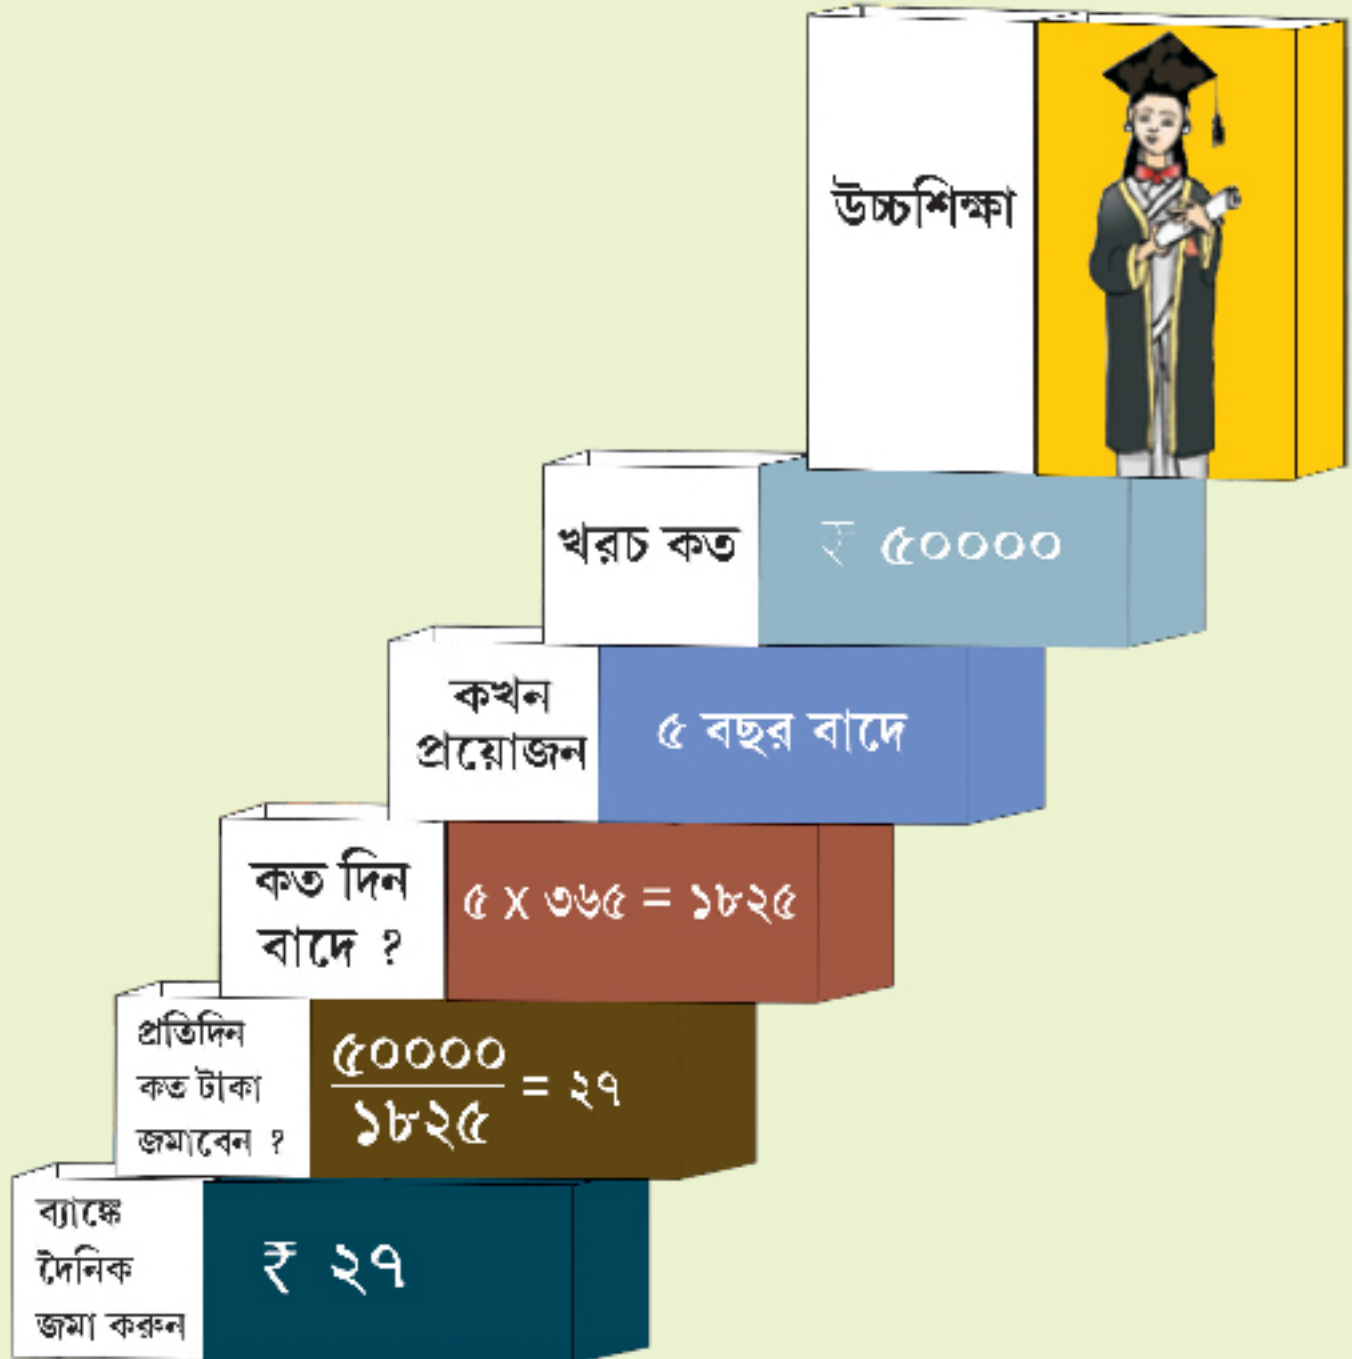 উচ্চশিক্ষা
খরচ কত
₹ ৫০০০০
কখন
প্রয়োজন
৫ বছর বাদে
কত দিন
বাদে ?
৫ x ৩৬৫ = ১৮২৫
প্রতিদিন
কত টাকা
জমাবেন ?
৫০০০০
১৮২৫
= ২৭
ব্যাঙ্কে
দৈনিক
জমা করুন
₹ ২৭